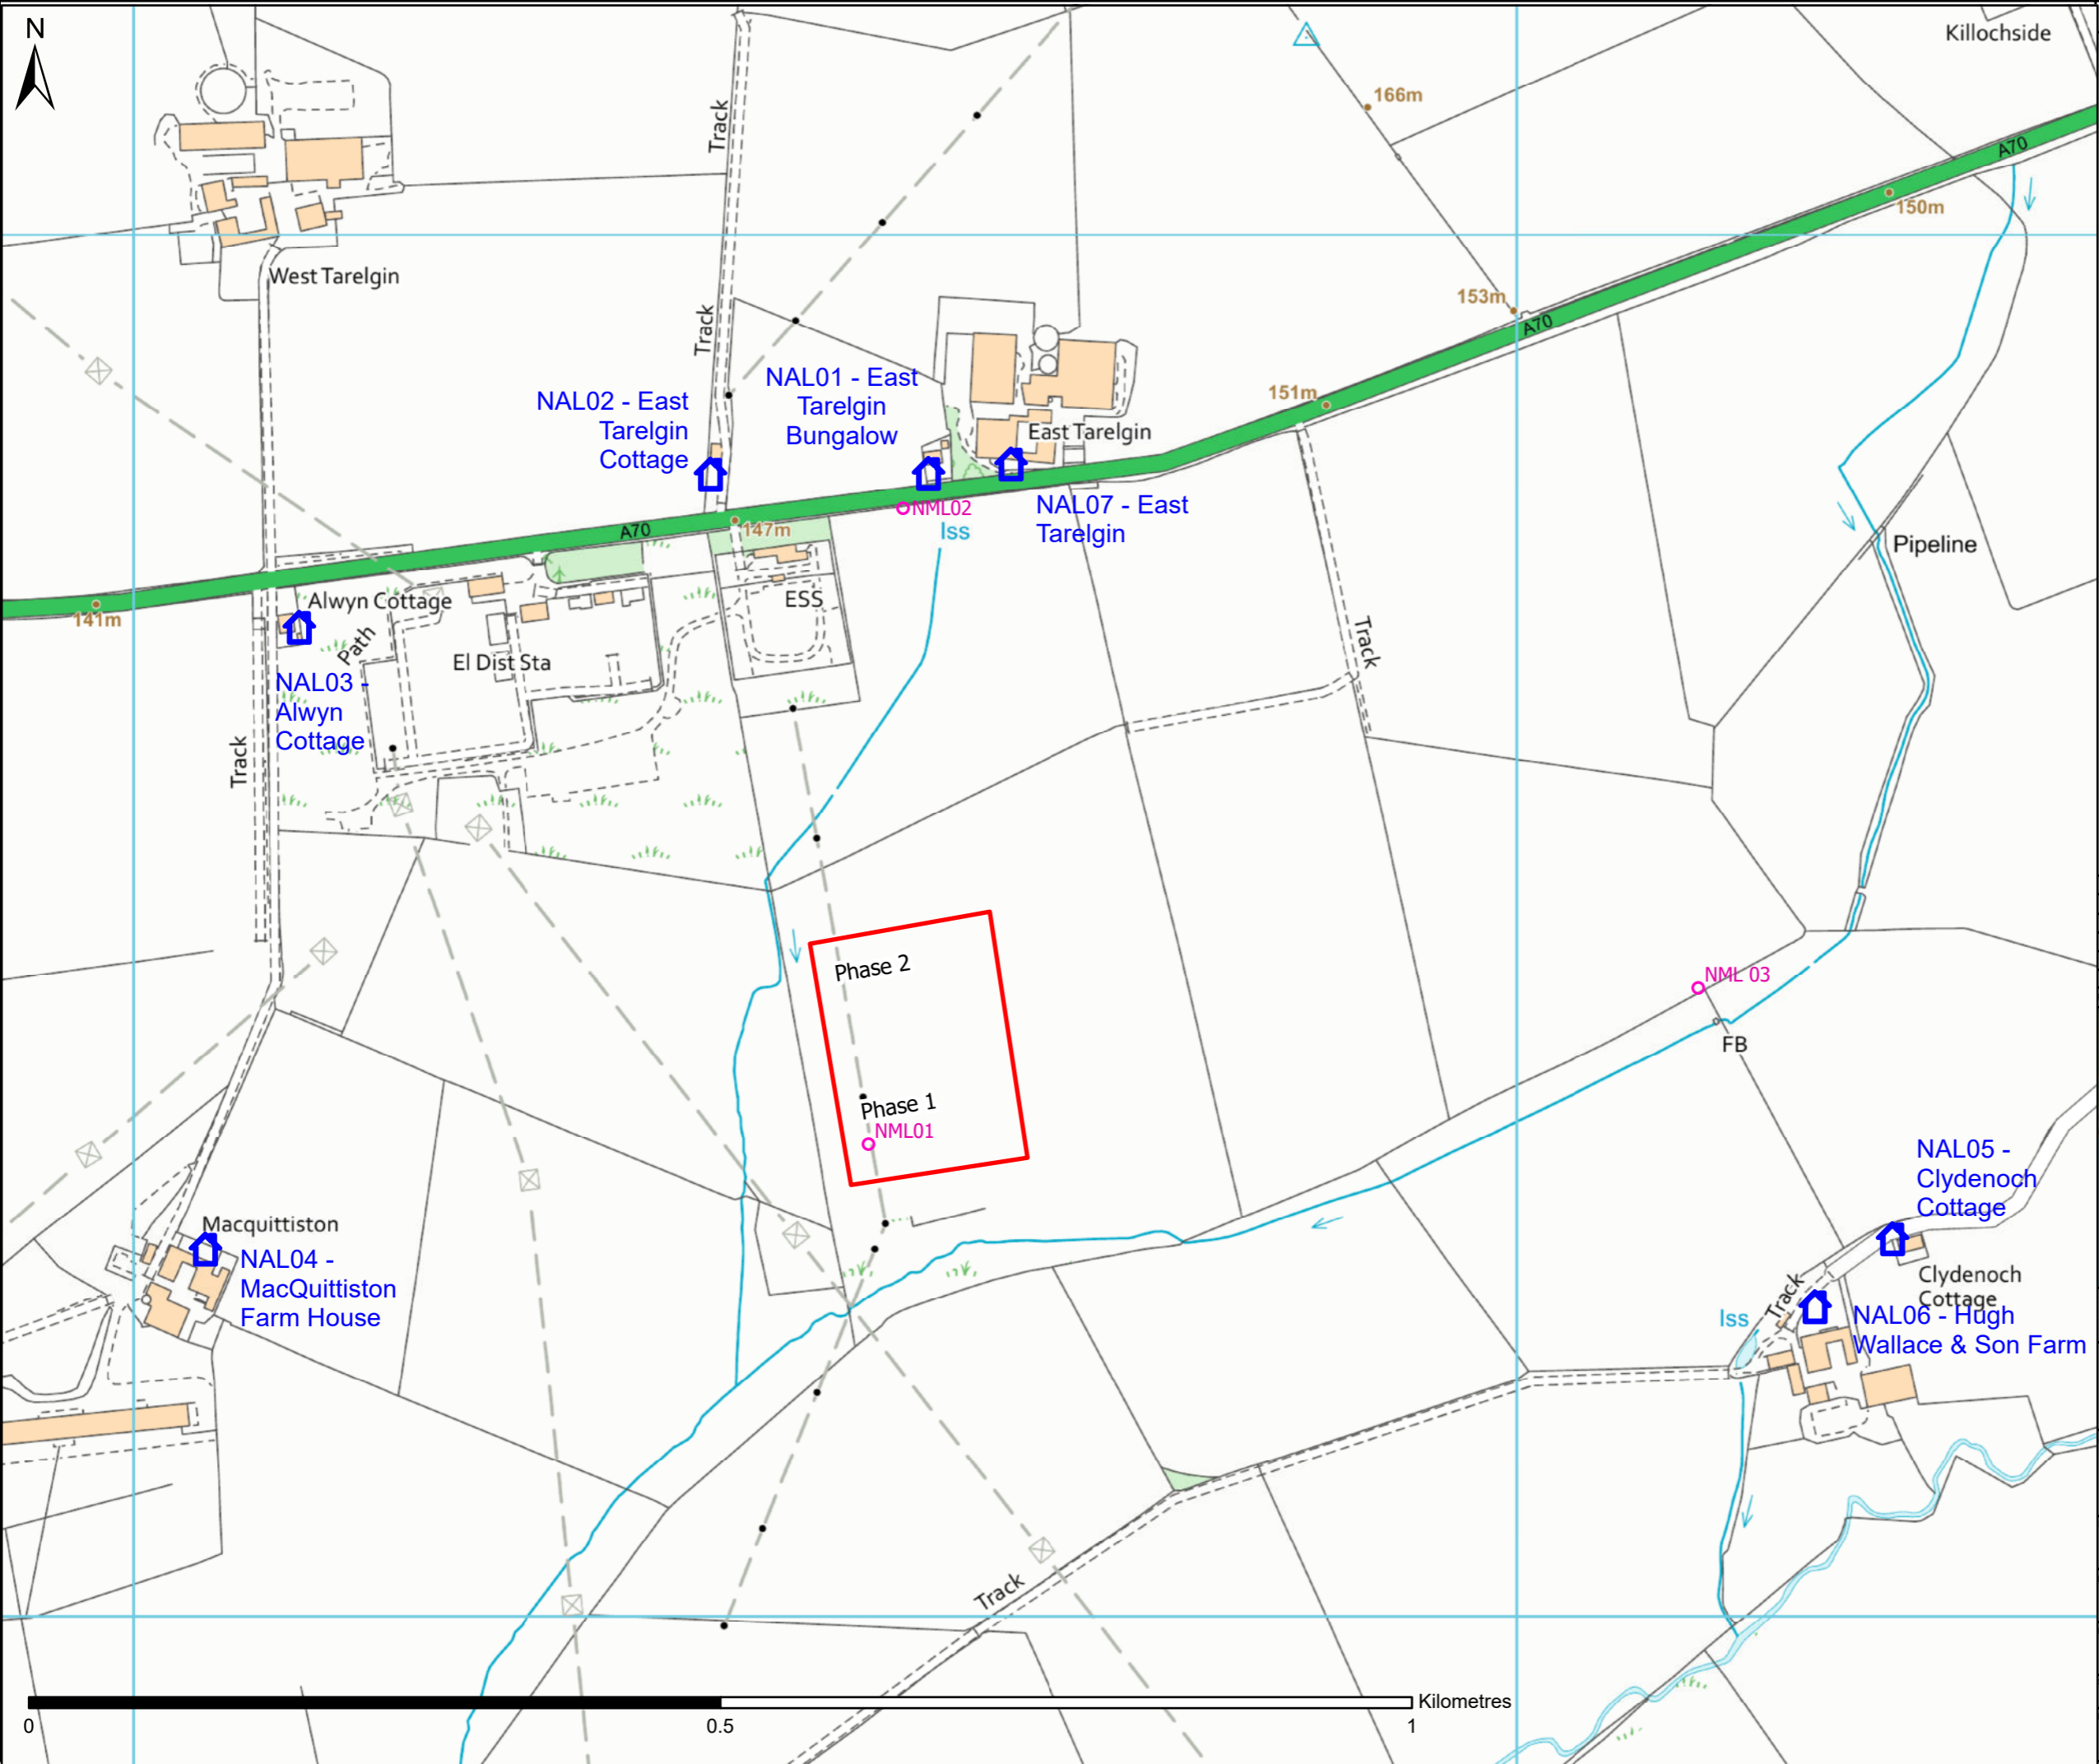 N
Killochside
166m
Track
A70
150m
West Tarelgin
153m
A70
Track
NAL01 - East
Tarelgin
Bungalow
151m
NAL02 - East
Tarelgin
Cottage
East Tarelgin
NML02
NAL07 - East
Tarelgin
A70
147m
Iss
Pipeline
ESS
Alwyn Cottage
141m
Path
El Dist Sta
Track
NAL03 -
Alwyn
Cottage
Track
Phase 2
NML 03
FB
Phase 1
NML01
NAL05 -
Clydenoch
Cottage
Macquittiston
NAL04 -
MacQuittiston
Farm House
Clydenoch
Cottage
Track
Iss
NAL06 - Hugh
Wallace & Son Farm
Track
Kilometres
0
0.5
1